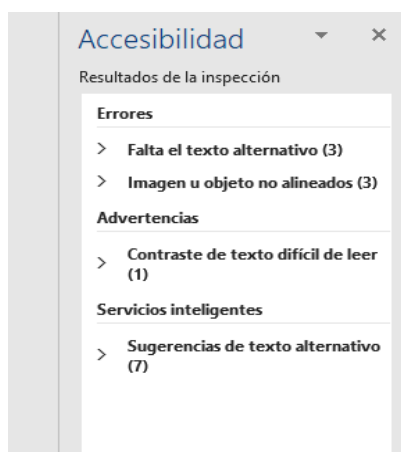 Accesibilidad
Resultados de la inspección
Errores
Falta el texto alternativo (3)
Imagen u objeto no alineados (3)
Advertencias
Contraste de texto difícil de leer
(1)
Servicios inteligentes
Sugerencias de texto alternativo
(7)